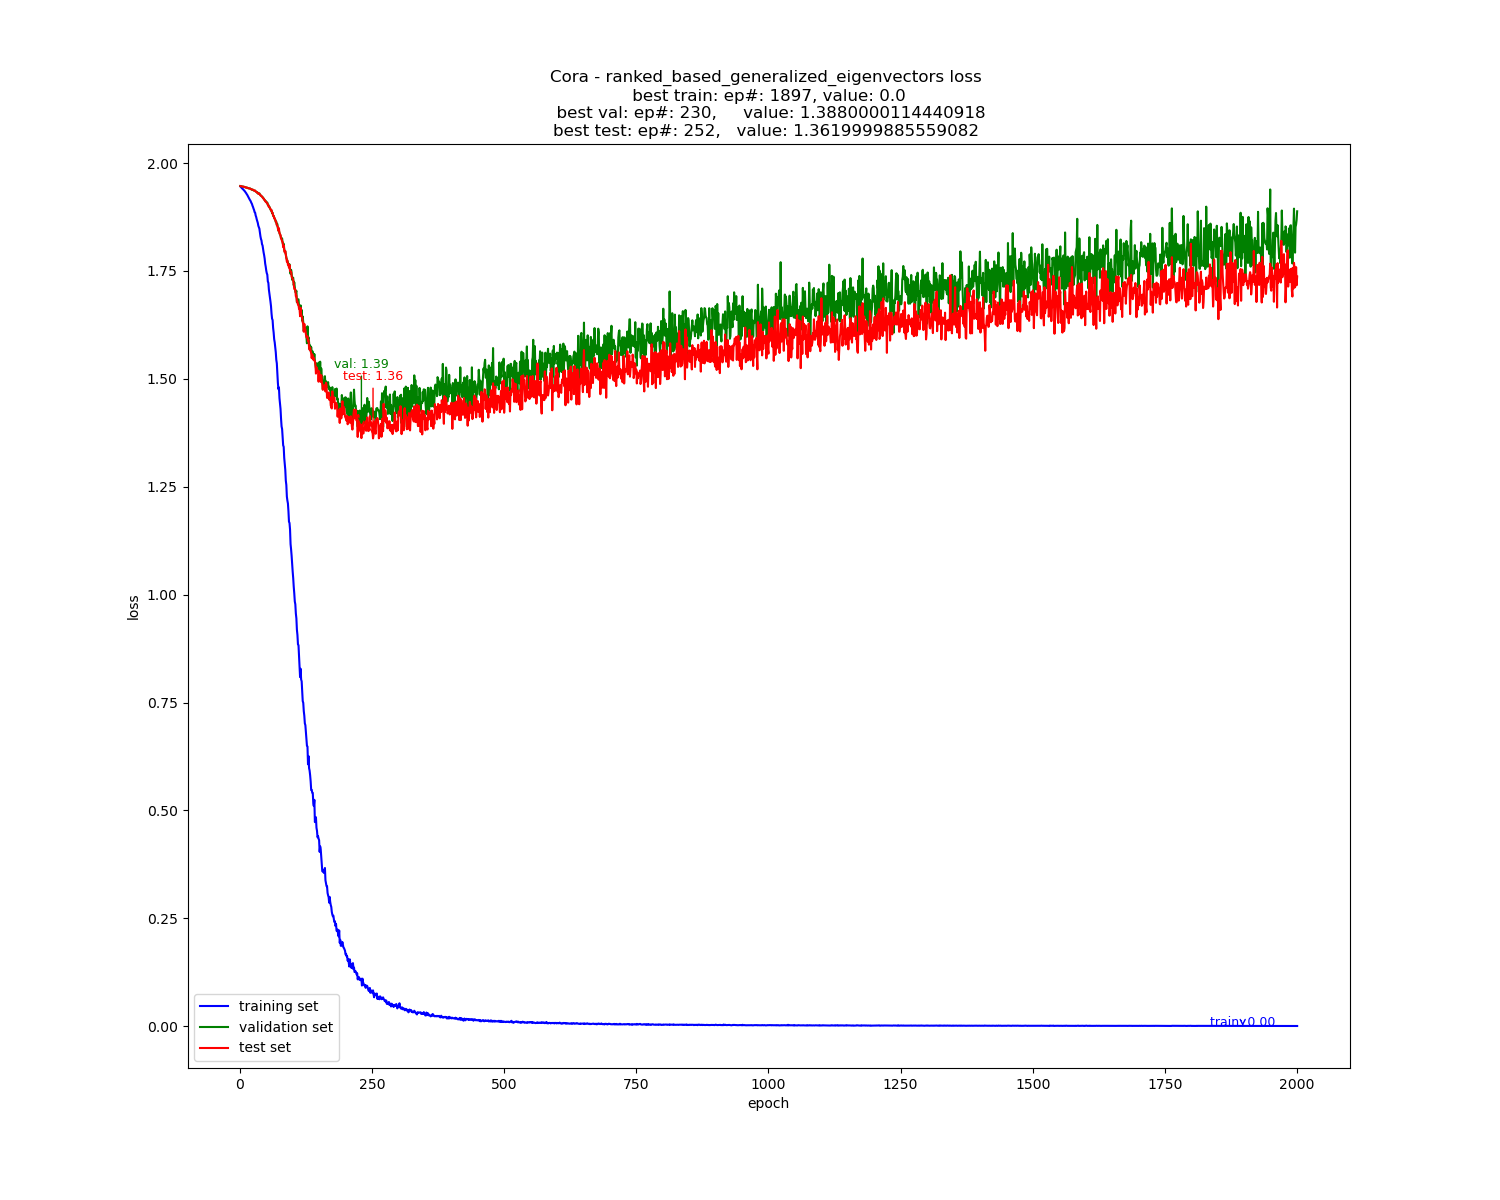 Cora - ranked_based_generalized_eigenvectors loss
best train: ep#: 1897, value: 0.0
best val: ep#: 230, value: 1.3880000114440918
best test: ep#: 252, value: 1.3619999885559082
2.00
1.75
1.50
1.25
1.00
0.75
0.50
0.25
0.00
loss
val: 1.39
test: 1.36
train: 0.00
training set
validation set
test set
0 250 500 750 1000 1250 1500 1750 2000
epoch